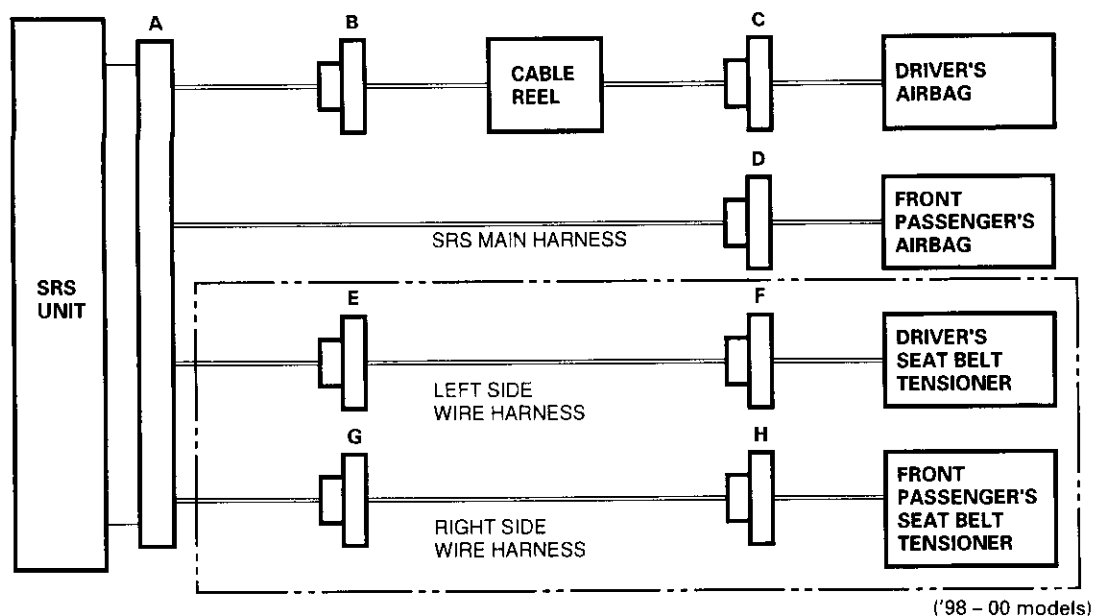 A
B
C
CABLE
REEL
DRIVER'S
AIRBAG
D
FRONT
PASSENGER'S
AIRBAG
SRS MAIN HARNESS
SRS
UNIT
E
F
DRIVER'S
SEAT BELT
TENSIONER
LEFT SIDE
WIRE HARNESS
G
H
FRONT
PASSENGER'S
SEAT BELT
TENSIONER
RIGHT SIDE
WIRE HARNESS
('98 – 00 models)